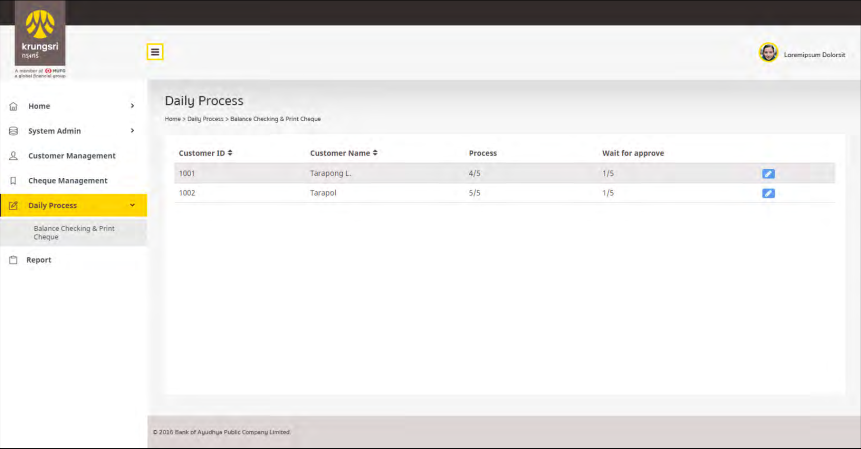 krungsri
กรุงศรี
A member of MUFG
a global financial group
Loremipsum Dolorsit
Home
System Admin
Customer Management
Cheque Management
Daily Process
Balance Checking & Print
Cheque
Report
Daily Process
Home > Daily Process > Balance Checking & Print Cheque
Customer ID Customer Name Process Wait for approve
1001 Tarapong L. 4/5 1/5
1002 Tarapol 5/5 1/5
© 2016 Bank of Ayudhya Public Company Limited